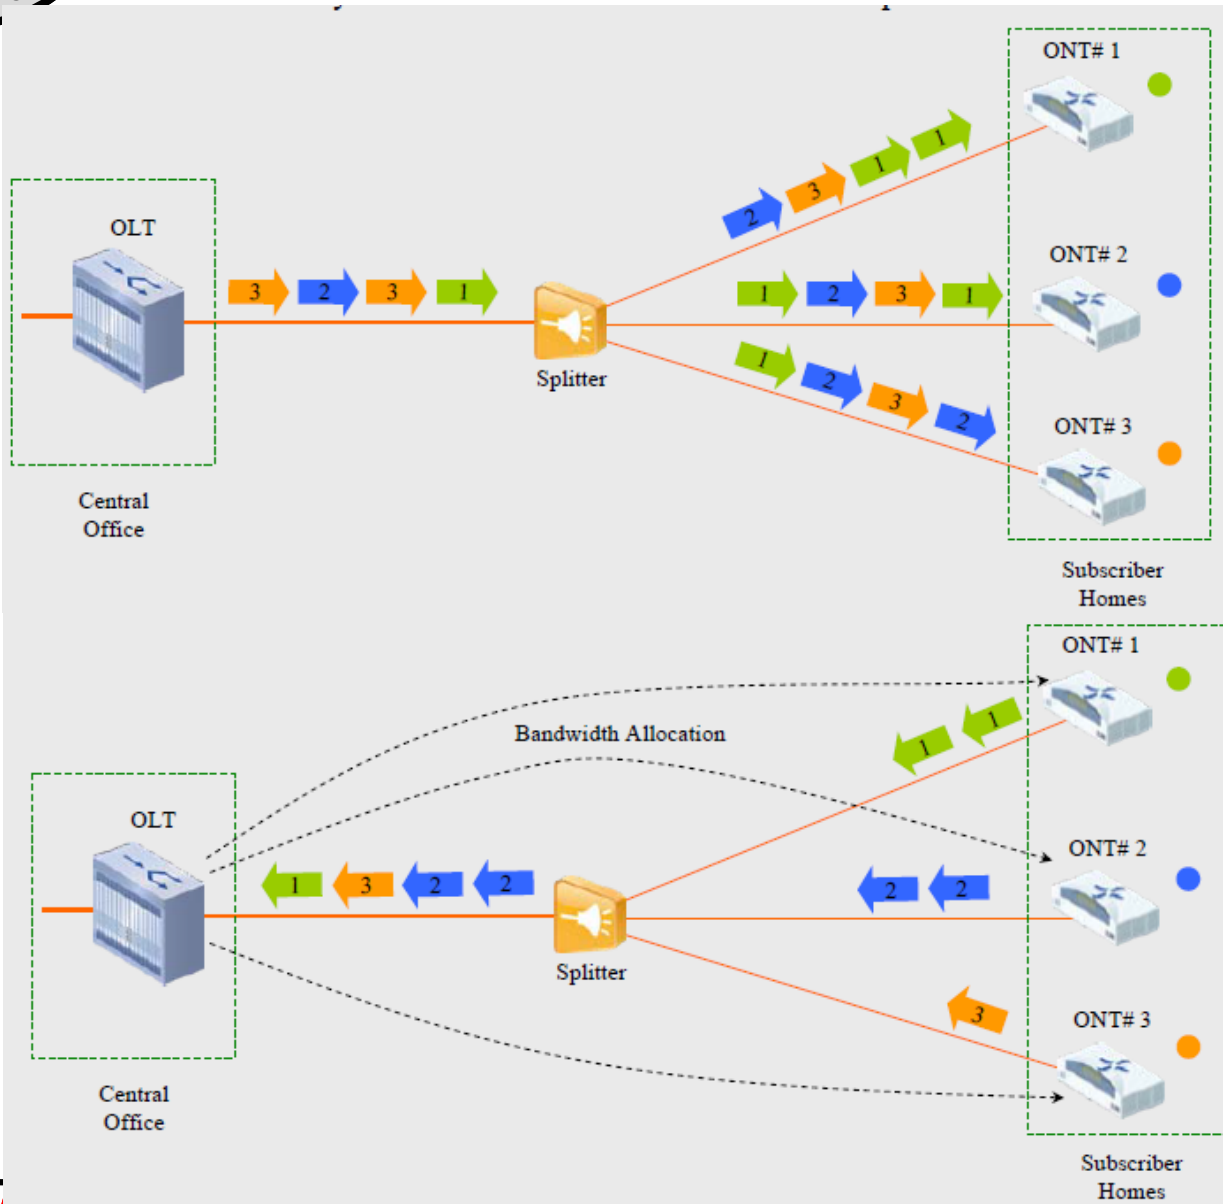 ONT# 1
1
1
3
2
OLT
ONT# 2
3 2 3 1
1 2 3 1
Splitter
1
2
3
2
ONT# 3
Central
Office
Subscriber
Homes
ONT# 1
1
1
Bandwidth Allocation
OLT
ONT# 2
1 3 2 2
2 2
Splitter
3
ONT# 3
Central
Office
Subscriber
Homes